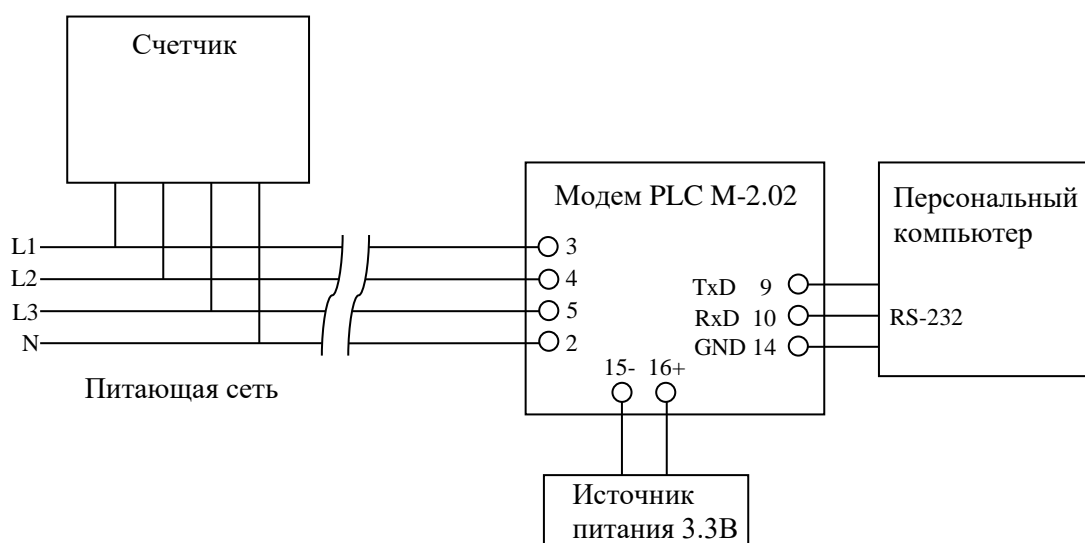 Счетчик
Модем PLC M-2.02
Персональный
компьютер
L1
3
L2
4
TxD 9
L3
5
RxD 10
RS-232
N
2
GND 14
15- 16+
Питающая сеть
Источник
питания 3.3В